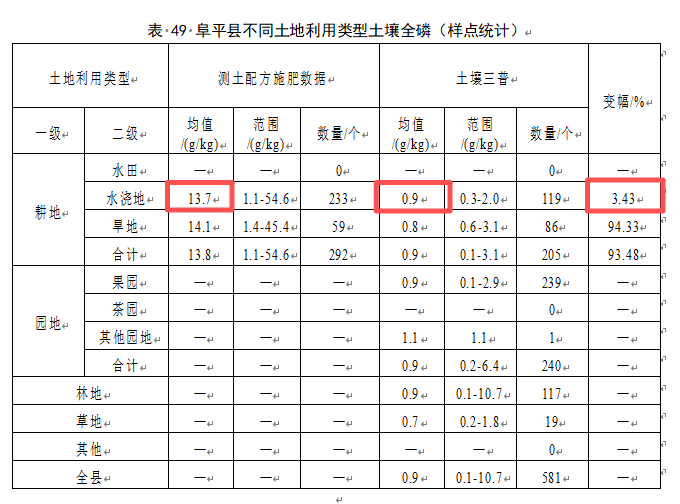 表 49 阜平县不同土地利用类型土壤全磷（样点统计）
土地利用类型 测土配方施肥数据 土壤三普 变幅/%
一级 二级 均值/(g/kg) 范围/(g/kg) 数量/个 均值/(g/kg) 范围/(g/kg) 数量/个
耕地 水田 — — 0 — — 0 —
水浇地 13.7 1.1-54.6 233 0.9 0.3-2.0 119 3.43
旱地 14.1 1.4-45.4 59 0.8 0.6-3.1 86 94.33
合计 13.8 1.1-54.6 292 0.9 0.1-3.1 205 93.48
园地 果园 — — — 0.9 0.1-2.9 239 —
茶园 — — — — — 0 —
其他园地 — — — 1.1 1.1 1 —
合计 — — — 0.9 0.2-6.4 240 —
林地 — — — 0.9 0.1-10.7 117 —
草地 — — — 0.7 0.2-1.8 19 —
其他 — — — — — 0 —
全县 — — — 0.9 0.1-10.7 581 —